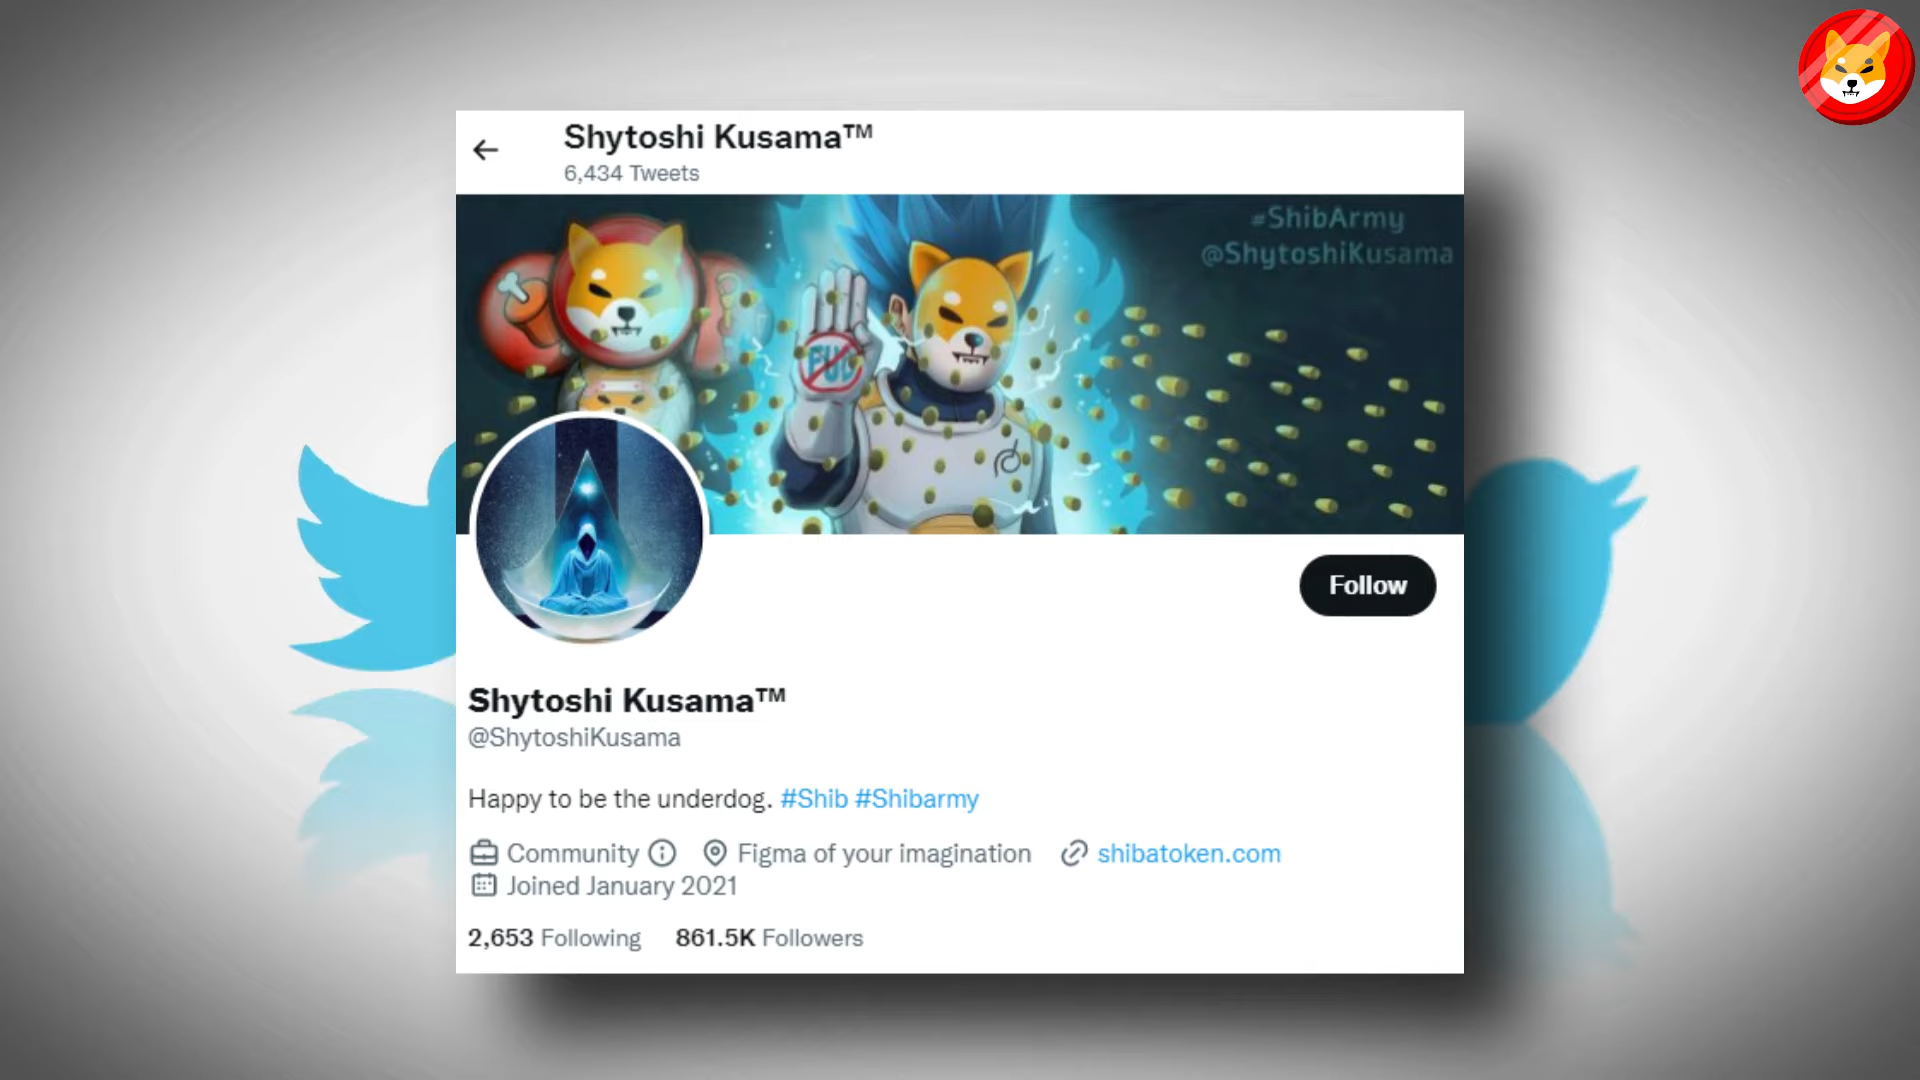 Shytoshi Kusama™
6,434 Tweets
#ShibArmy
@ShytoshiKusama
FUD
Follow
Shytoshi Kusama™
@ShytoshiKusama
Happy to be the underdog. #Shib #Shibarmy
Community Figma of your imagination shibatoken.com
Joined January 2021
2,653 Following 861.5K Followers